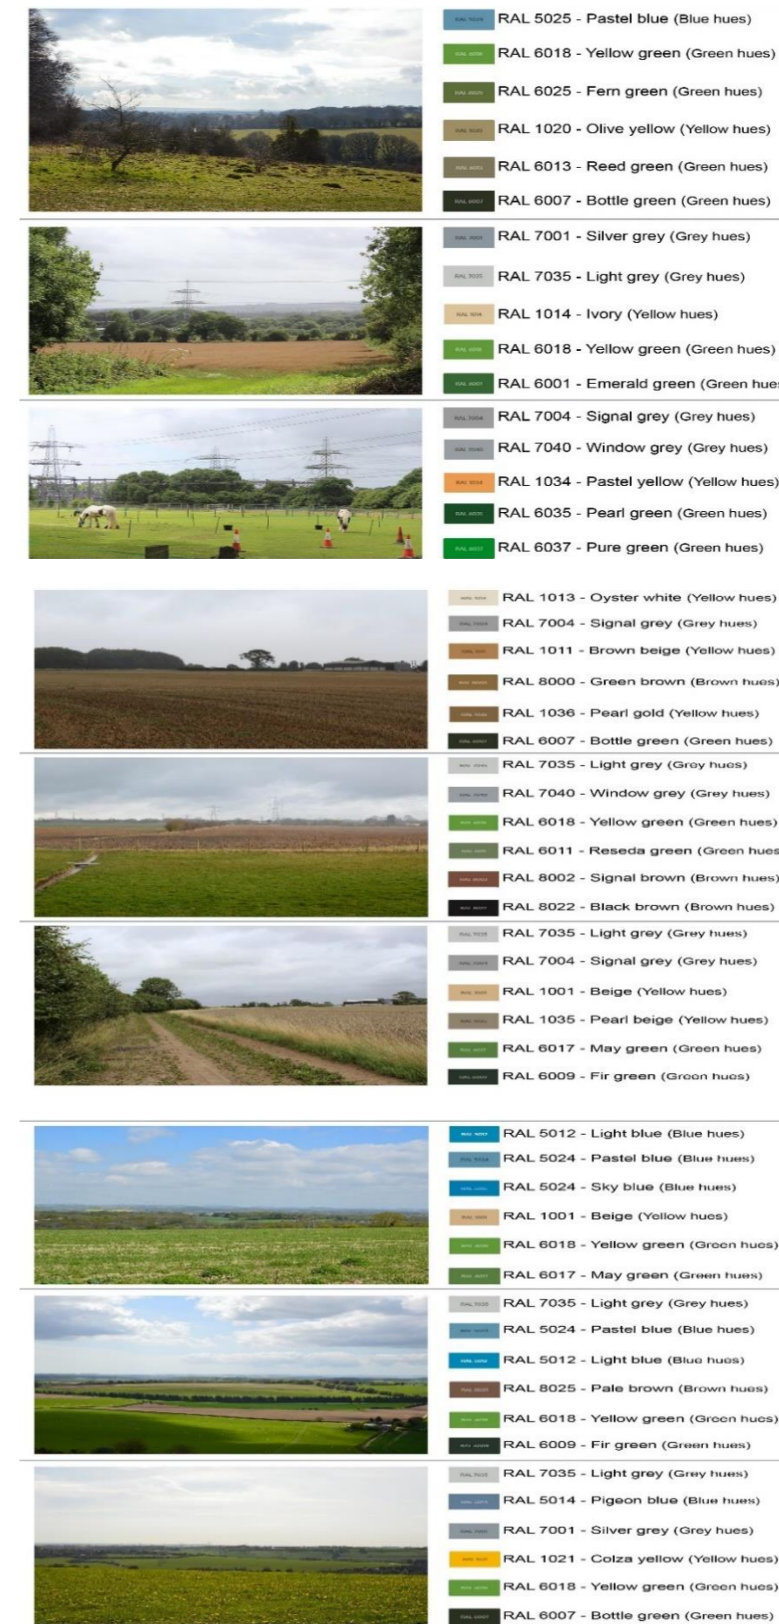 RAL 5025 - Pastel blue (Blue hues)
RAL 6018 - Yellow green (Green hues)
RAL 6025 - Fern green (Green hues)
RAL 1020 - Olive yellow (Yellow hues)
RAL 6013 - Reed green (Green hues)
RAL 6007 - Bottle green (Green hues)
RAL 7001 - Silver grey (Grey hues)
RAL 7035 - Light grey (Grey hues)
RAL 1014 - Ivory (Yellow hues)
RAL 6018 - Yellow green (Green hues)
RAL 6001 - Emerald green (Green hues
RAL 7004 - Signal grey (Grey hues)
RAL 7040 - Window grey (Grey hues)
RAL 1034 - Pastel yellow (Yellow hues)
RAL 6035 - Pearl green (Green hues)
RAL 6037 - Pure green (Green hues)
RAL 1013 - Oyster white (Yellow hues)
RAL 7004 - Signal grey (Grey hues)
RAL 1011 - Brown beige (Yellow hues)
RAL 8000 - Green brown (Brown hues)
RAL 1036 - Pearl gold (Yellow hues)
RAL 6007 - Bottle green (Green hues)
RAL 7035 - Light grey (Grey hues)
RAL 7040 - Window grey (Grey hues)
RAL 6018 - Yellow green (Green hues)
RAL 6011 - Reseda green (Green hues
RAL 8002 - Signal brown (Brown hues)
RAL 8022 - Black brown (Brown hues)
RAL 7035 - Light grey (Grey hues)
RAL 7004 - Signal grey (Grey hues)
RAL 1001 - Beige (Yellow hues)
RAL 1035 - Pearl beige (Yellow hues)
RAL 6017 - May green (Green hues)
RAL 6009 - Fir green (Green hues)
RAL 5012 - Light blue (Blue hues)
RAL 5024 - Pastel blue (Blue hues)
RAL 5024 - Sky blue (Blue hues)
RAL 1001 - Beige (Yellow hues)
RAL 6018 - Yellow green (Green hues)
RAL 6017 - May green (Green hues)
RAL 7035 - Light grey (Grey hues)
RAL 5024 - Pastel blue (Blue hues)
RAL 5012 - Light blue (Blue hues)
RAL 8025 - Pale brown (Brown hues)
RAL 6018 - Yellow green (Green hues)
RAL 6009 - Fir green (Green hues)
RAL 7035 - Light grey (Grey hues)
RAL 5014 - Pigeon blue (Blue hues)
RAL 7001 - Silver grey (Grey hues)
RAL 1021 - Colza yellow (Yellow hues)
RAL 6018 - Yellow green (Green hues)
RAL 6007 - Bottle green (Green hues)